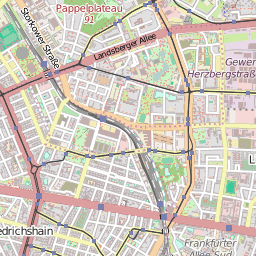 Pappelplateau
91
Storkower Straße
Landsberger Allee
Gewer
Herzbergstraß
L
edrichshain
Frankfurter
Allee Süd